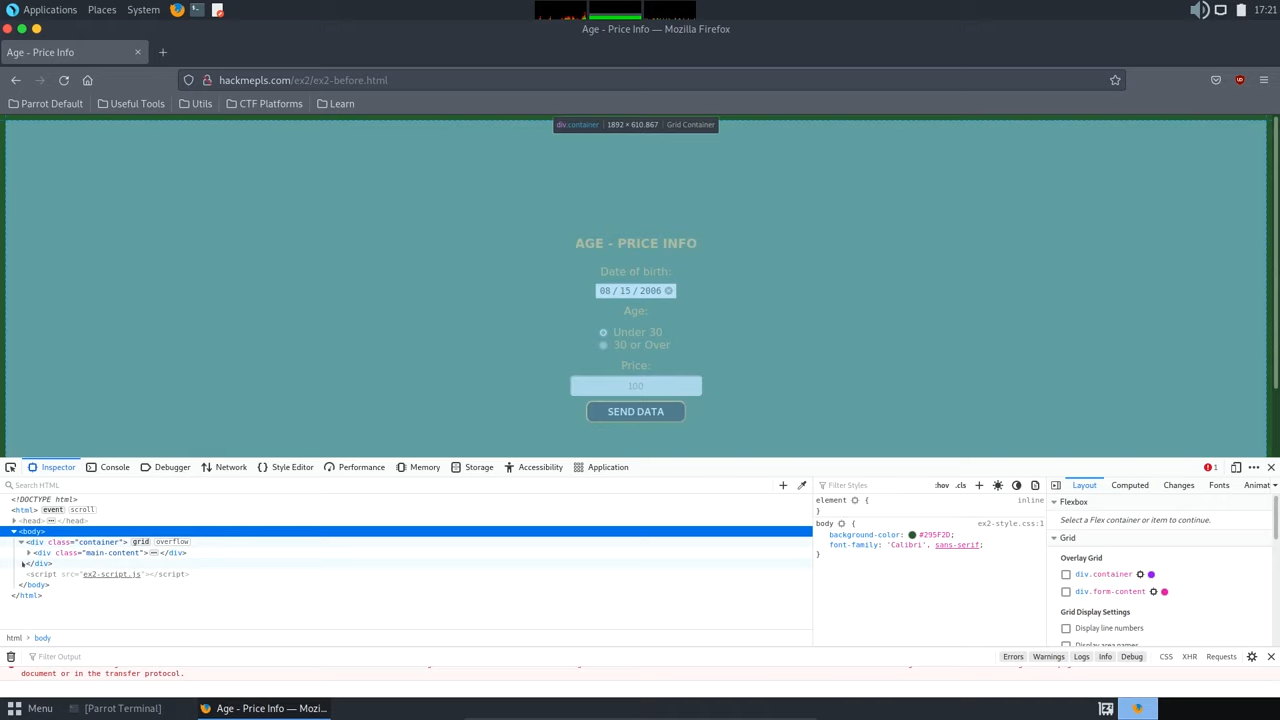 Applications Places System 17:21
Age - Price Info — Mozilla Firefox
Age - Price Info
hackmepls.com/ex2/ex2-before.html
Parrot Default Useful Tools Utils CTF Platforms Learn
div.container 1892 × 610.867 Grid Container
AGE - PRICE INFO
Date of birth:
08 / 15 / 2006
Age:
Under 30
30 or Over
Price:
100
SEND DATA
Inspector Console Debugger Network Style Editor Performance Memory Storage Accessibility Application 1
Search HTML
Filter Styles :hov .cls
Layout Computed Changes Fonts Animat
<!DOCTYPE html>
<html> event scroll
<head> ••• </head>
<body>
<div class="container"> grid overflow
<div class="main-content"> ••• </div>
</div>
<script src="ex2-script.js"></script>
</body>
</html>
element { inline
}
body { ex2-style.css:1
background-color: #295F2D;
font-family: 'Calibri', sans-serif;
}
Flexbox
Select a Flex container or item to continue.
Grid
Overlay Grid
div.container
div.form-content
Grid Display Settings
Display line numbers
Display area names
html > body
Filter Output Errors Warnings Logs Info Debug CSS XHR Requests
document or in the transfer protocol.
Menu [Parrot Terminal] Age - Price Info — Mozi...